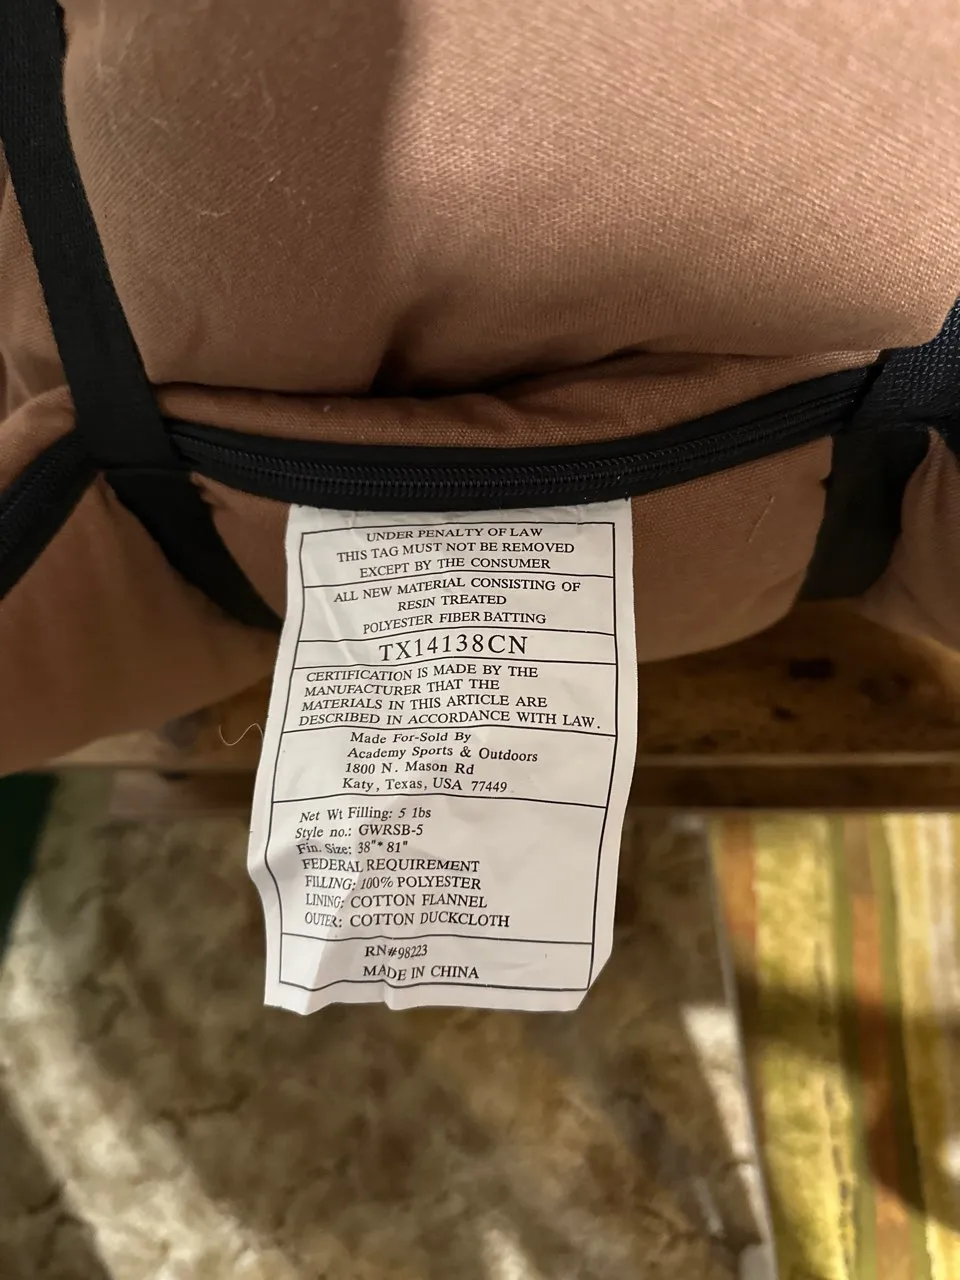 UNDER PENALTY OF LAW
THIS TAG MUST NOT BE REMOVED
EXCEPT BY THE CONSUMER
ALL NEW MATERIAL CONSISTING OF
RESIN TREATED
POLYESTER FIBER BATTING
TX14138CN
CERTIFICATION IS MADE BY THE
MANUFACTURER THAT THE
MATERIALS IN THIS ARTICLE ARE
DESCRIBED IN ACCORDANCE WITH LAW.
Made For-Sold By
Academy Sports & Outdoors
1800 N. Mason Rd
Katy, Texas, USA 77449
Net Wt Filling: 5 lbs
Style no.: GWRSB-5
Fin. Size: 38"* 81"
FEDERAL REQUIREMENT
FILLING: 100% POLYESTER
LINING: COTTON FLANNEL
OUTER: COTTON DUCKCLOTH
RN#98223
MADE IN CHINA